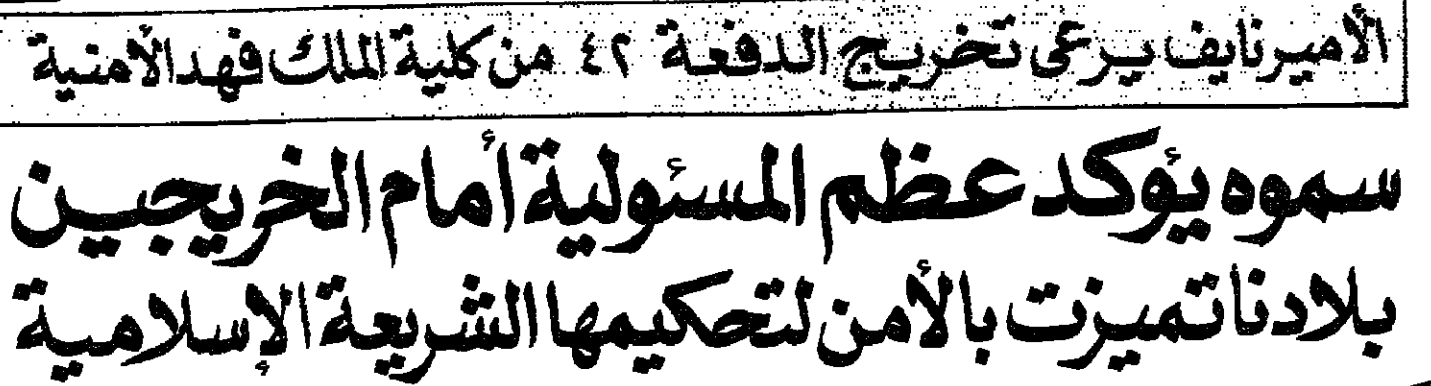 الأمير نايف يرعى تخريج الدفعة ٤٢ من كلية الملك فهد الأمنية
سموه يؤكد عظم المسئولية أمام الخريجين
بلادنا تميزت بالأمن لتحكيمها الشريعة الإسلامية